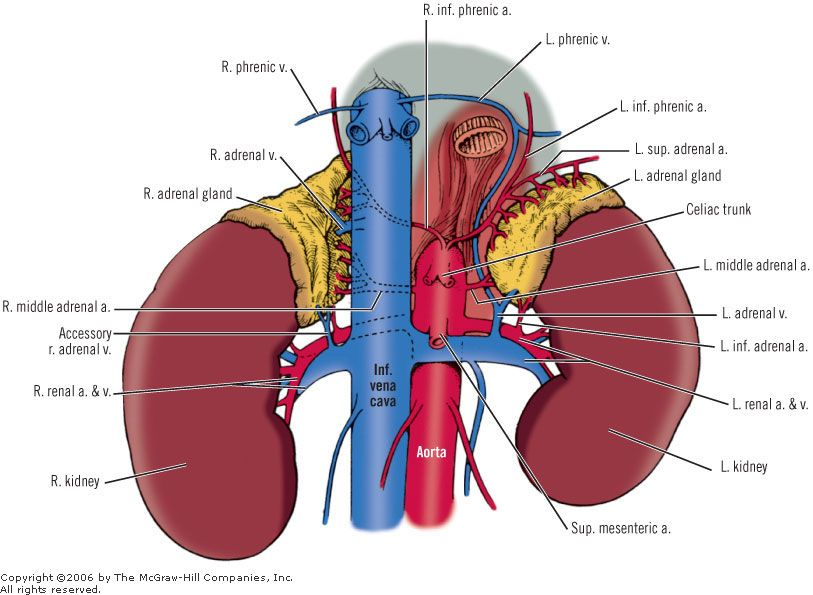 R. inf. phrenic a.
L. phrenic v.
R. phrenic v.
L. inf. phrenic a.
L. sup. adrenal a.
R. adrenal v.
L. adrenal gland
R. adrenal gland
Celiac trunk
L. middle adrenal a.
R. middle adrenal a.
L. adrenal v.
Accessory
r. adrenal v.
L. inf. adrenal a.
Inf.
vena
cava
R. renal a. & v.
L. renal a. & v.
Aorta
L. kidney
R. kidney
Sup. mesenteric a.
Copyright ©2006 by The McGraw-Hill Companies, Inc.
All rights reserved.